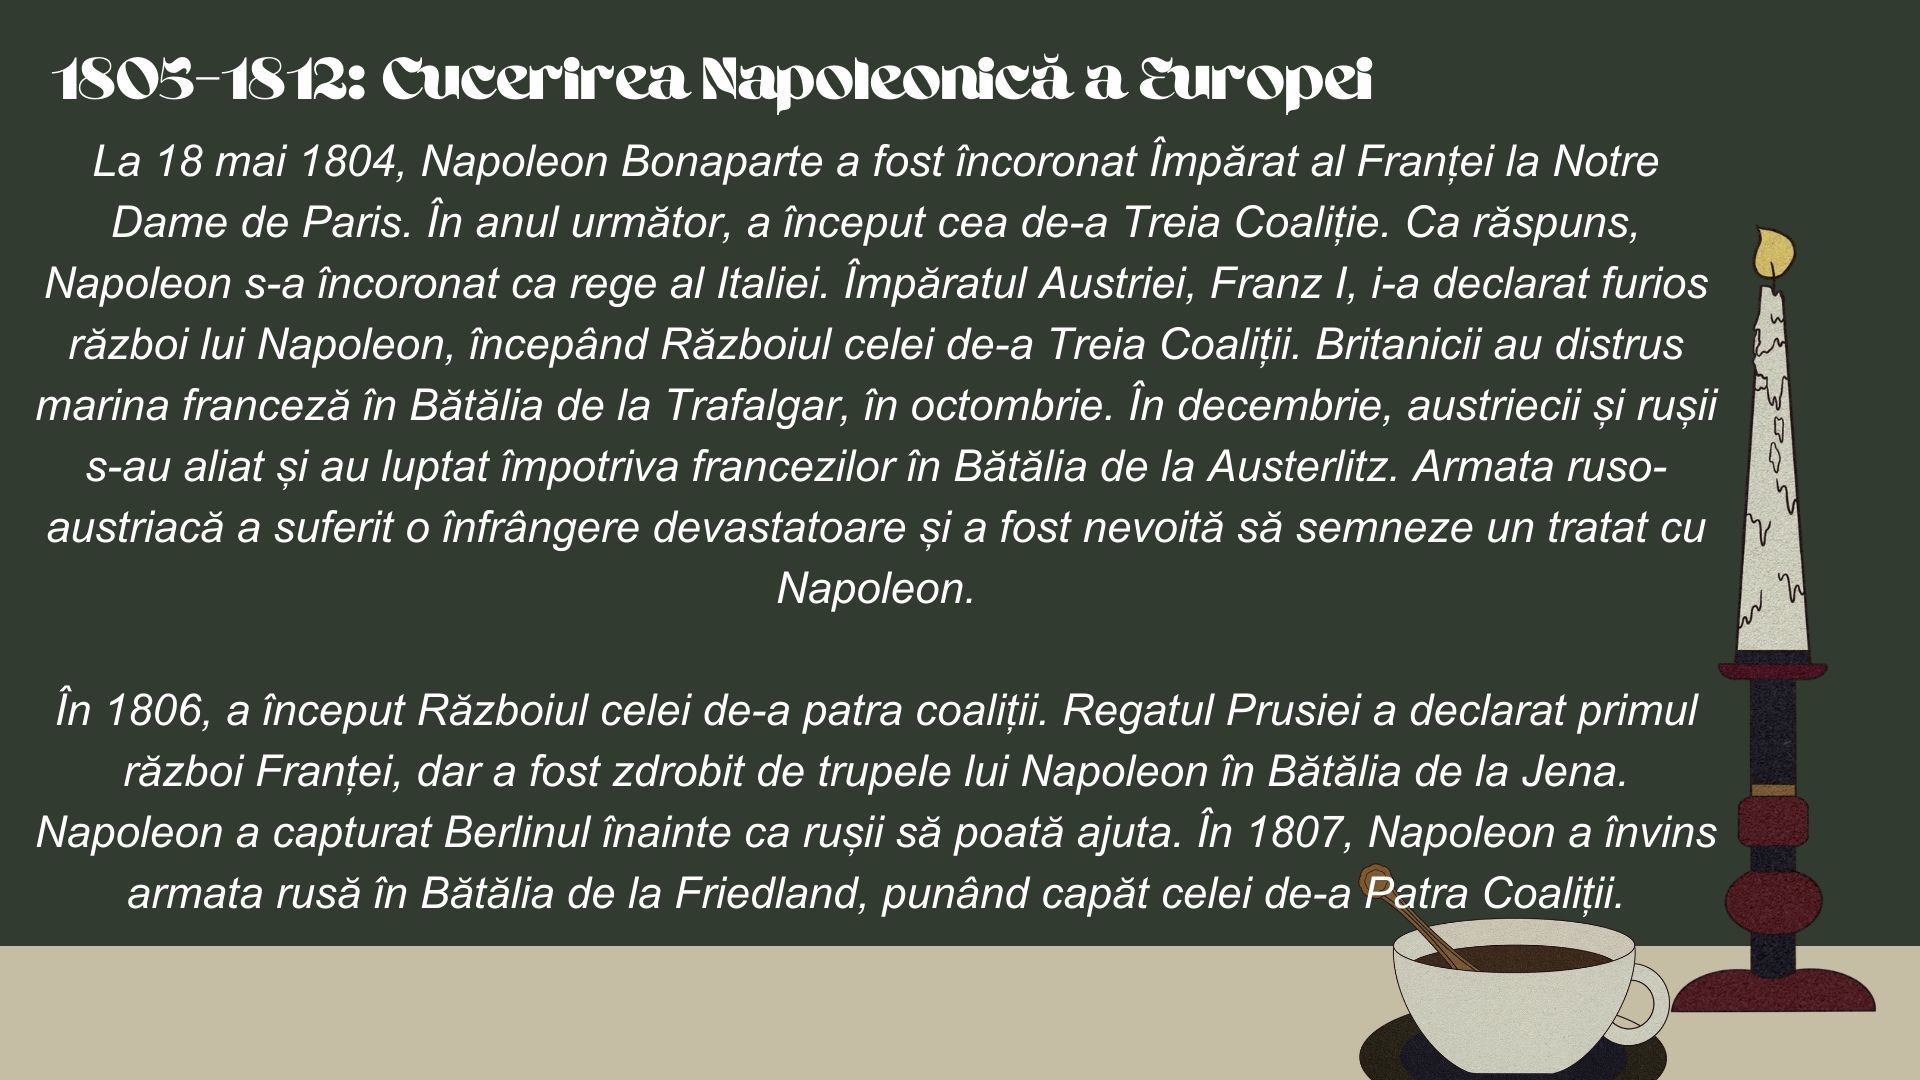 1805-1812: Cucerirea Napoleonică a Europei
La 18 mai 1804, Napoleon Bonaparte a fost încoronat Împărat al Franței la Notre
Dame de Paris. În anul următor, a început cea de-a Treia Coaliție. Ca răspuns,
Napoleon s-a încoronat ca rege al Italiei. Împăratul Austriei, Franz I, i-a declarat furios
război lui Napoleon, începând Războiul celei de-a Treia Coaliții. Britanicii au distrus
marina franceză în Bătălia de la Trafalgar, în octombrie. În decembrie, austriecii și rușii
s-au aliat și au luptat împotriva francezilor în Bătălia de la Austerlitz. Armata ruso-
austriacă a suferit o înfrângere devastatoare și a fost nevoită să semneze un tratat cu
Napoleon.
În 1806, a început Războiul celei de-a patra coaliții. Regatul Prusiei a declarat primul
război Franței, dar a fost zdrobit de trupele lui Napoleon în Bătălia de la Jena.
Napoleon a capturat Berlinul înainte ca rușii să poată ajuta. În 1807, Napoleon a învins
armata rusă în Bătălia de la Friedland, punând capăt celei de-a Patra Coaliții.